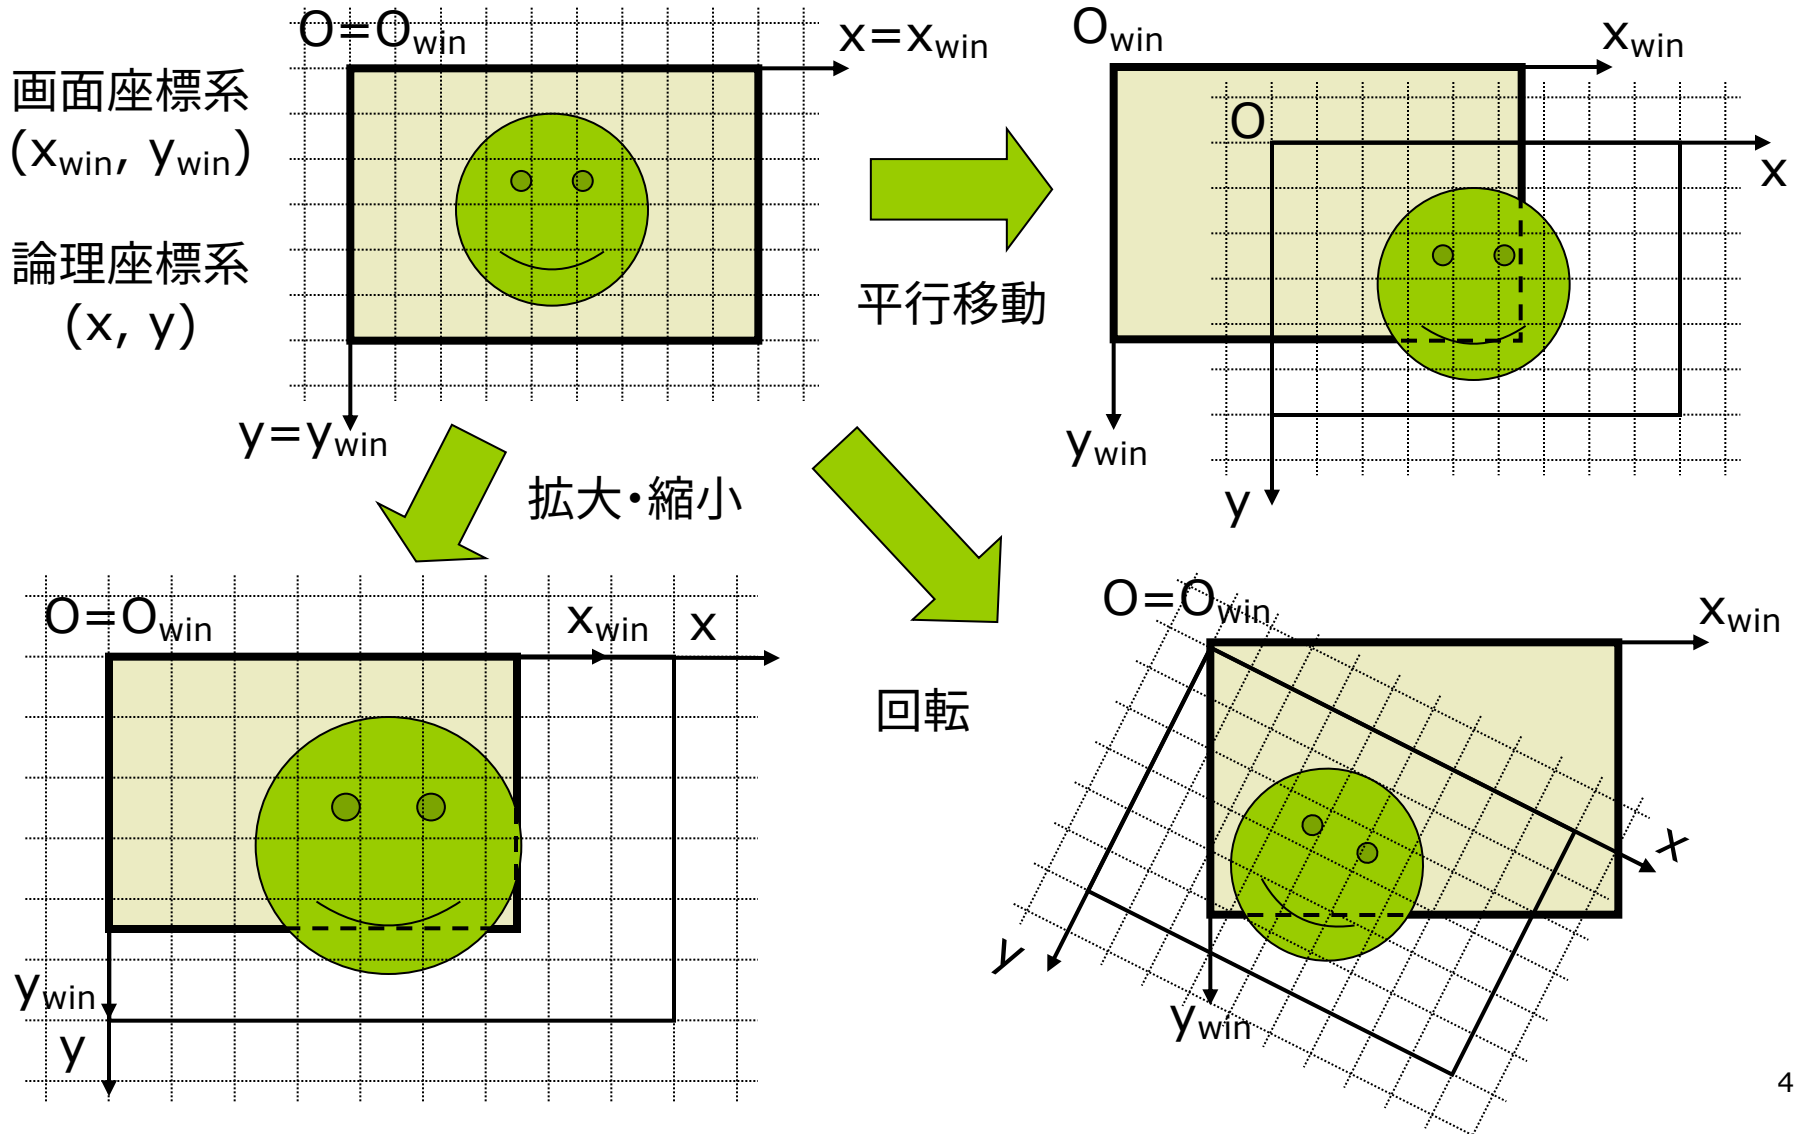 O=Owin
x=xwin
画面座標系
(xwin, ywin)
論理座標系
(x, y)
y=ywin
平行移動
Owin
xwin
O
x
ywin
y
拡大・縮小
O=Owin
xwin
x
ywin
y
回転
O=Owin
xwin
x
y
ywin
4